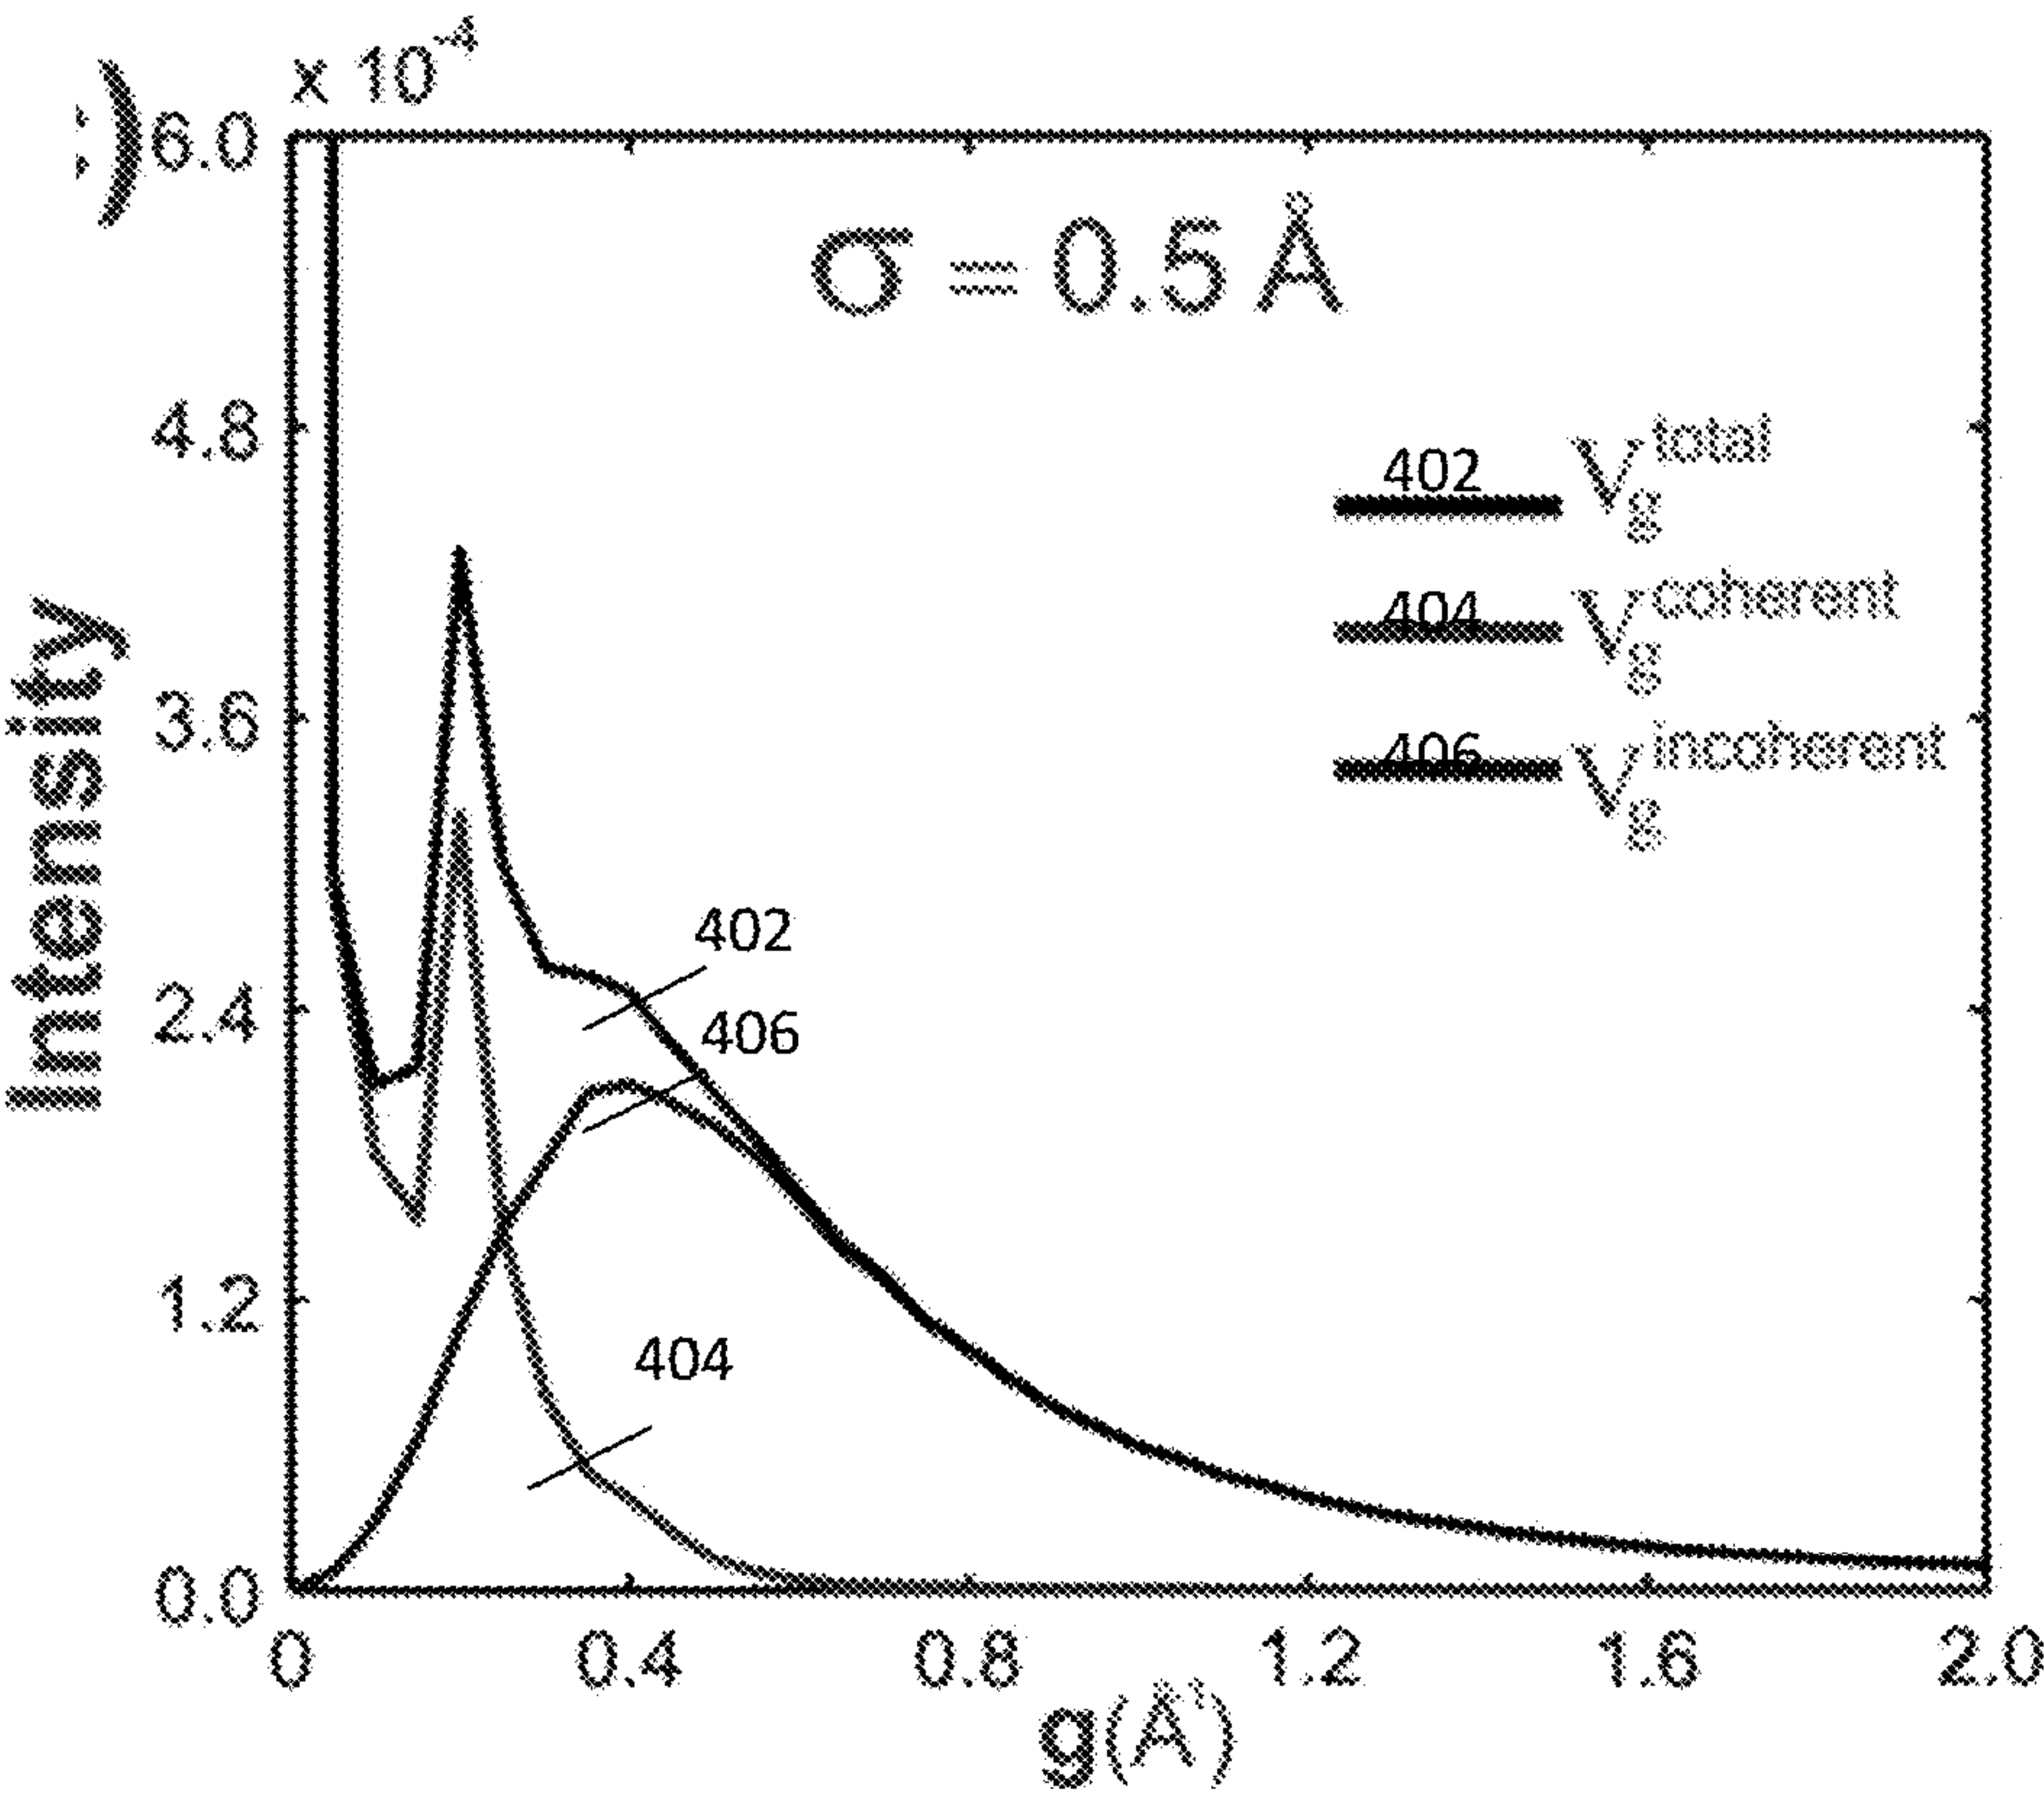 )
x 10⁻⁴
6.0
σ = 0.5 Å
4.8
402 V_g^total
404 V_g^coherent
406 V_g^incoherent
3.6
Intensity
402
2.4
406
1.2
404
0.0
0 0.4 0.8 1.2 1.6 2.0
g(Å⁻¹)